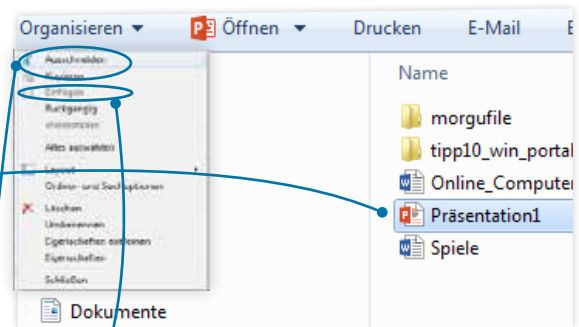 Organisieren Öffnen Drucken E-Mail
Ausschneiden
Kopieren
Einfügen
Rückgängig
Alles auswählen
Layout
Ordner- und Suchoptionen
Löschen
Umbenennen
Eigenschaften entfernen
Eigenschaften
Schließen
Dokumente
Name
morgufile
tipp10_win_portal
Online_Computer
Präsentation1
Spiele